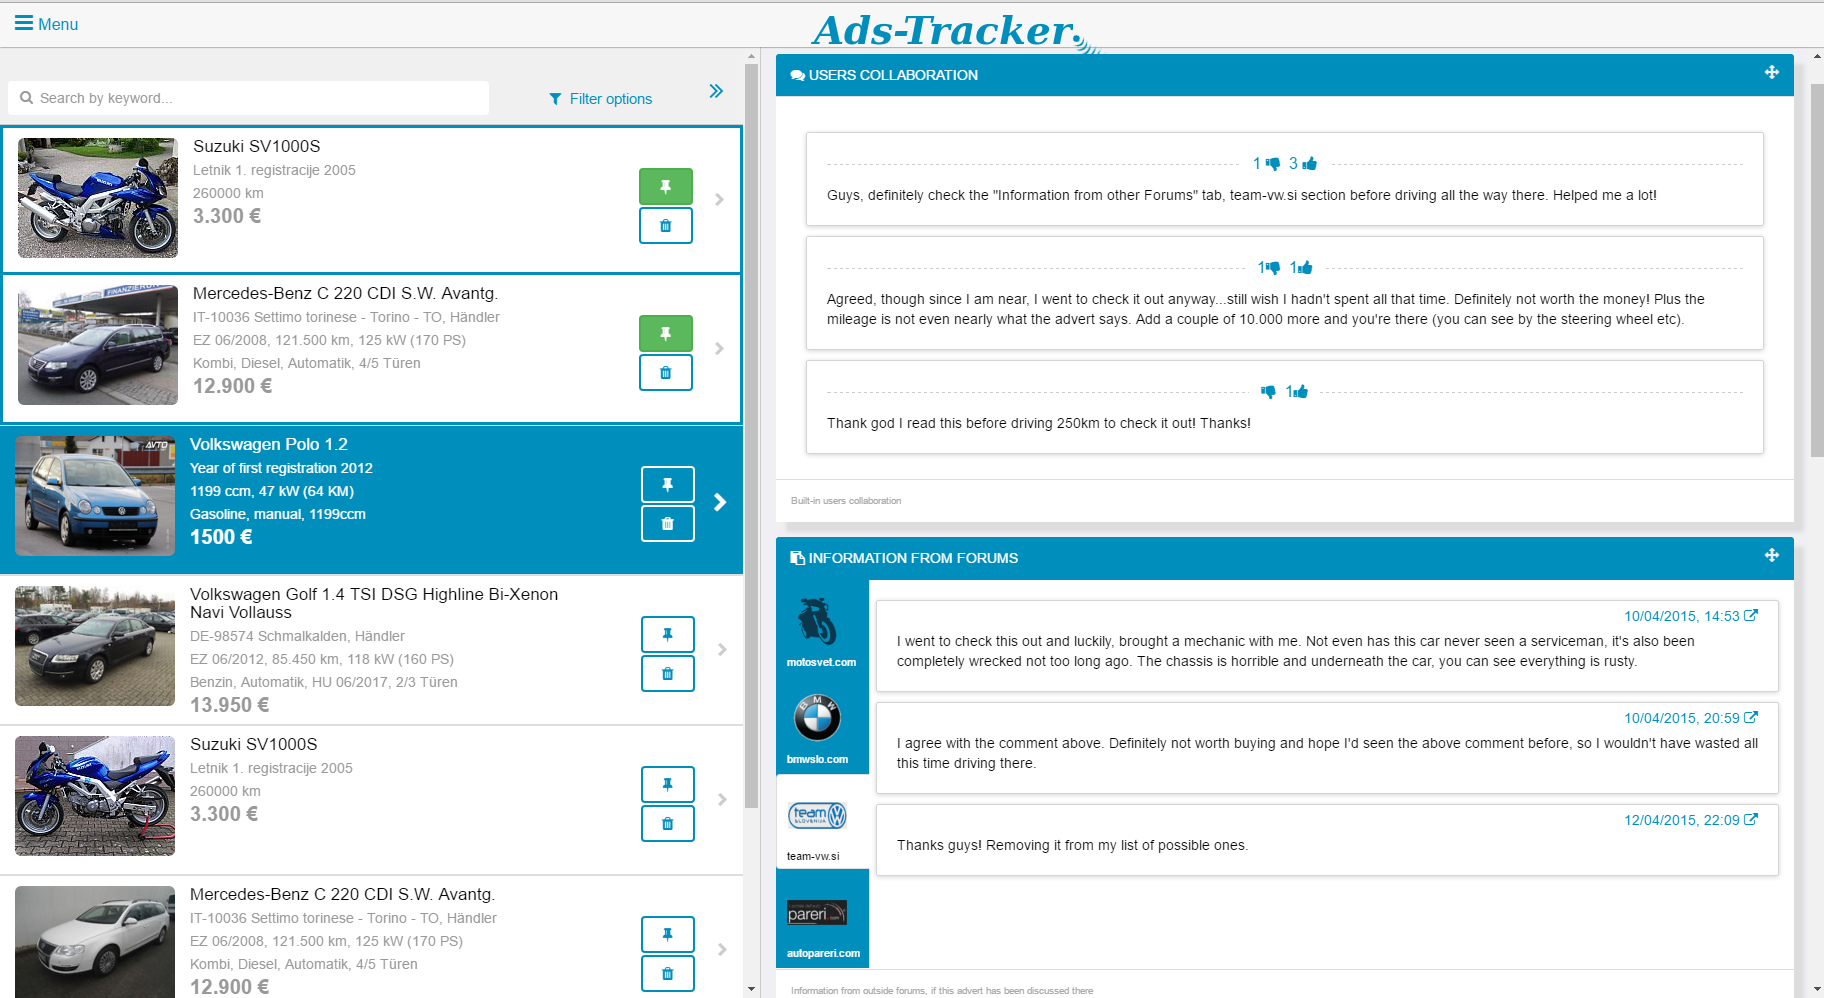 Menu
Ads-Tracker.
Search by keyword...
Filter options
Suzuki SV1000S
Letnik 1. registracije 2005
260000 km
3.300 €
Mercedes-Benz C 220 CDI S.W. Avantg.
IT-10036 Settimo torinese - Torino - TO, Händler
EZ 06/2008, 121.500 km, 125 kW (170 PS)
Kombi, Diesel, Automatik, 4/5 Türen
12.900 €
AVTO
Volkswagen Polo 1.2
Year of first registration 2012
1199 ccm, 47 kW (64 KM)
Gasoline, manual, 1199ccm
1500 €
Volkswagen Golf 1.4 TSI DSG Highline Bi-Xenon
Navi Vollauss
DE-98574 Schmalkalden, Händler
EZ 06/2012, 85.450 km, 118 kW (160 PS)
Benzin, Automatik, HU 06/2017, 2/3 Türen
13.950 €
Suzuki SV1000S
Letnik 1. registracije 2005
260000 km
3.300 €
Mercedes-Benz C 220 CDI S.W. Avantg.
IT-10036 Settimo torinese - Torino - TO, Händler
EZ 06/2008, 121.500 km, 125 kW (170 PS)
Kombi, Diesel, Automatik, 4/5 Türen
12.900 €
USERS COLLABORATION
1 3
Guys, definitely check the "Information from other Forums" tab, team-vw.si section before driving all the way there. Helped me a lot!
1 1
Agreed, though since I am near, I went to check it out anyway...still wish I hadn't spent all that time. Definitely not worth the money! Plus the
mileage is not even nearly what the advert says. Add a couple of 10.000 more and you're there (you can see by the steering wheel etc).
1
Thank god I read this before driving 250km to check it out! Thanks!
Built-in users collaboration
INFORMATION FROM FORUMS
motosvet.com
BMW
bmwslo.com
team
SLOVENIJA
team-vw.si
pareri.com
autopareri.com
10/04/2015, 14:53
I went to check this out and luckily, brought a mechanic with me. Not even has this car never seen a serviceman, it's also been
completely wrecked not too long ago. The chassis is horrible and underneath the car, you can see everything is rusty.
10/04/2015, 20:59
I agree with the comment above. Definitely not worth buying and hope I'd seen the above comment before, so I wouldn't have wasted all
this time driving there.
12/04/2015, 22:09
Thanks guys! Removing it from my list of possible ones.
Information from outside forums, if this advert has been discussed there